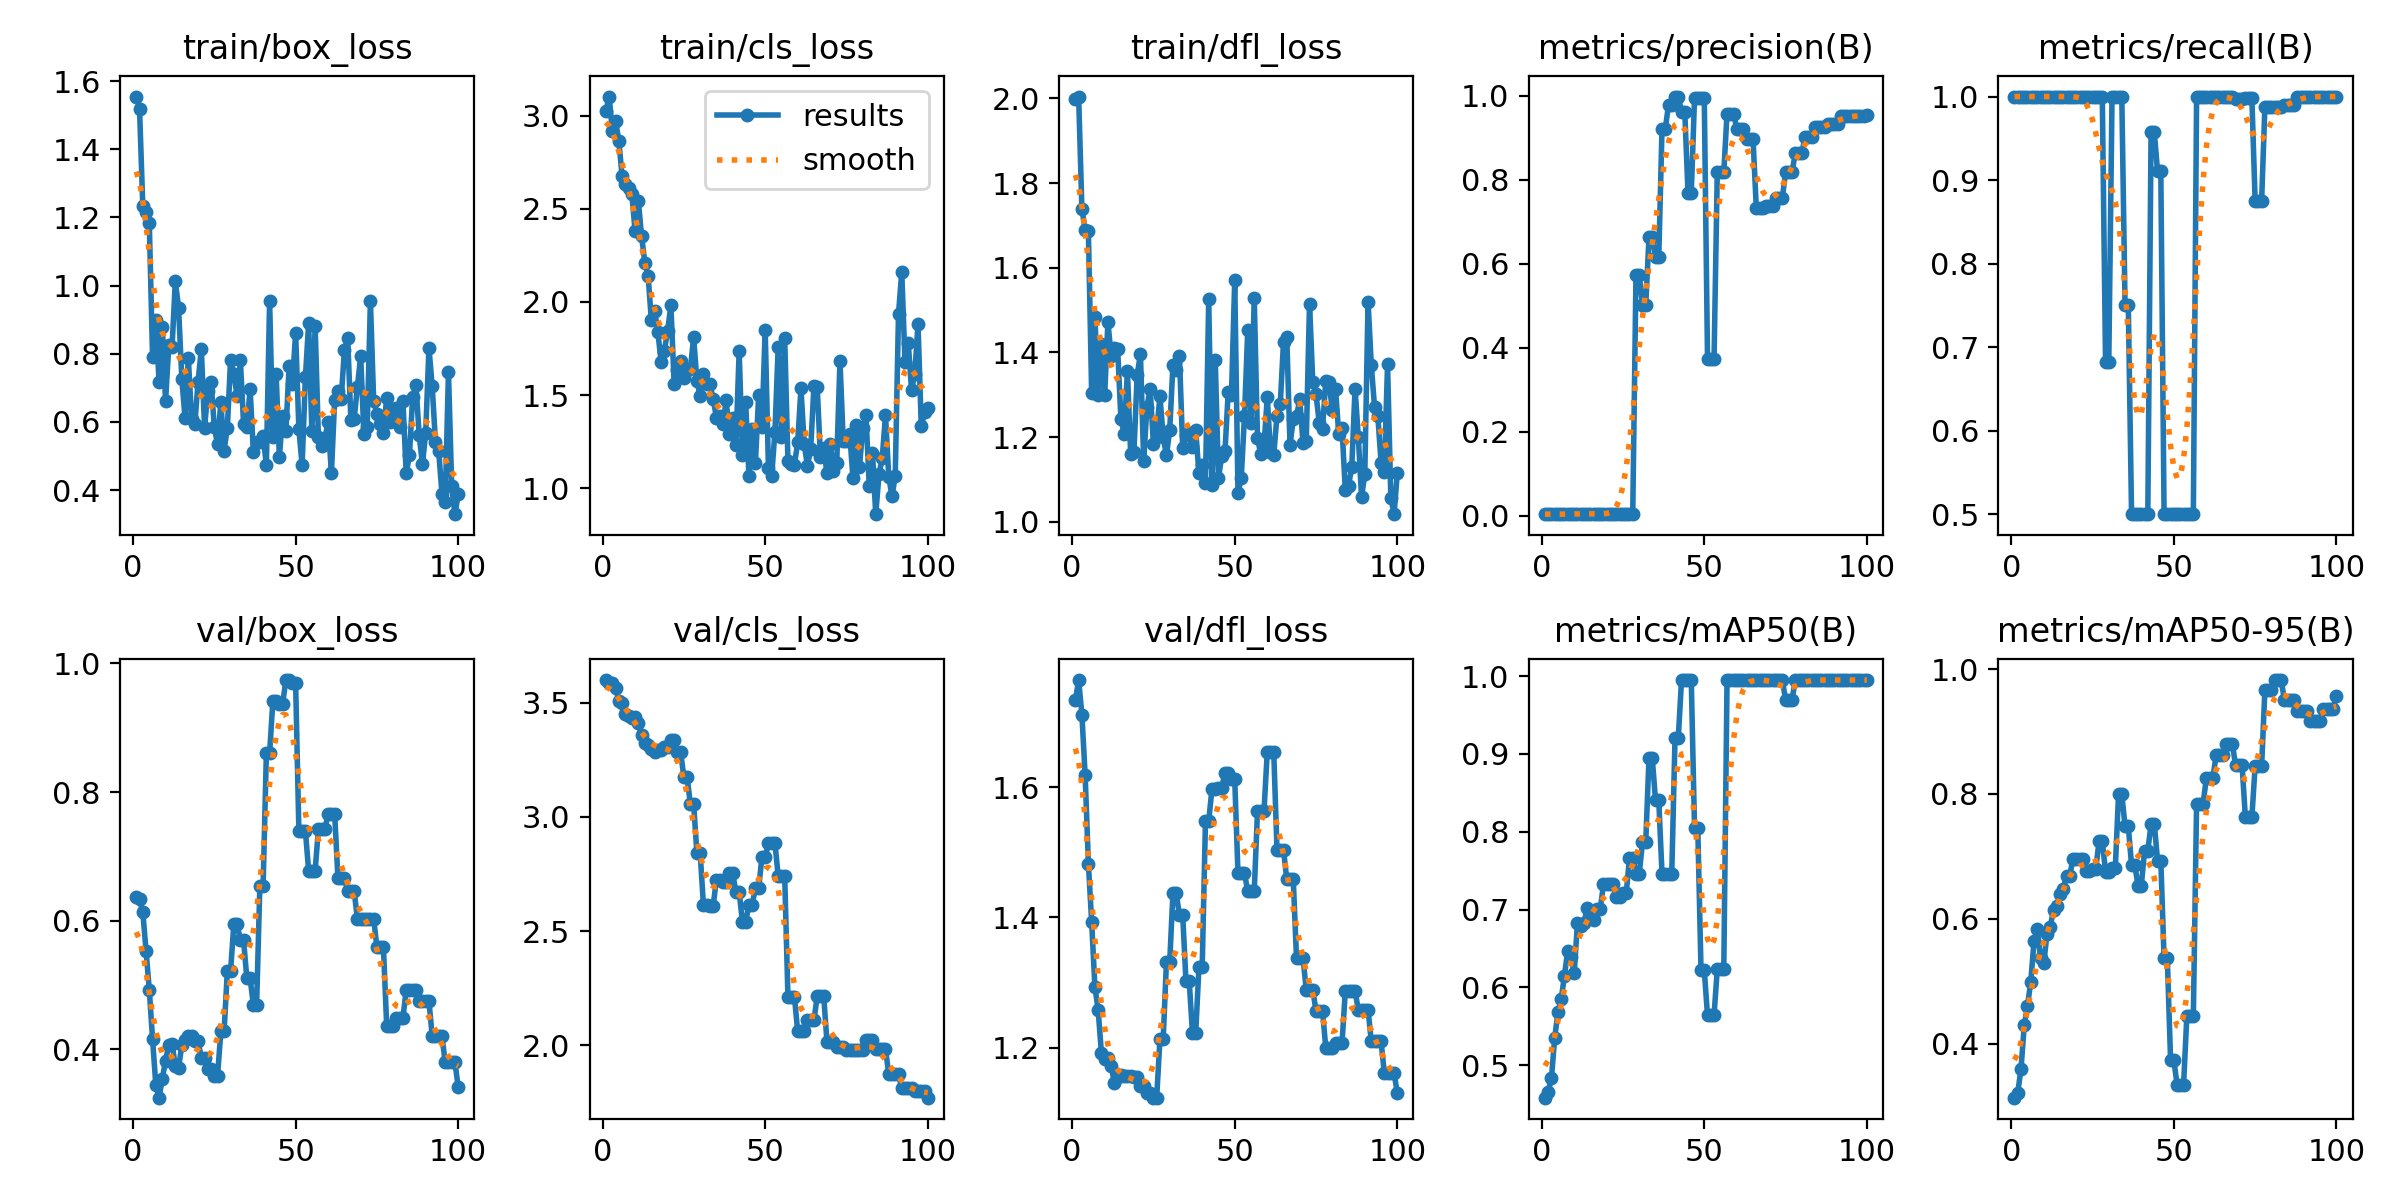 train/box_loss
1.6
1.4
1.2
1.0
0.8
0.6
0.4
0 50 100
train/cls_loss
results
smooth
3.0
2.5
2.0
1.5
1.0
0 50 100
train/dfl_loss
2.0
1.8
1.6
1.4
1.2
1.0
0 50 100
metrics/precision(B)
1.0
0.8
0.6
0.4
0.2
0.0
0 50 100
metrics/recall(B)
1.0
0.9
0.8
0.7
0.6
0.5
0 50 100
val/box_loss
1.0
0.8
0.6
0.4
0 50 100
val/cls_loss
3.5
3.0
2.5
2.0
0 50 100
val/dfl_loss
1.6
1.4
1.2
0 50 100
metrics/mAP50(B)
1.0
0.9
0.8
0.7
0.6
0.5
0 50 100
metrics/mAP50-95(B)
1.0
0.8
0.6
0.4
0 50 100